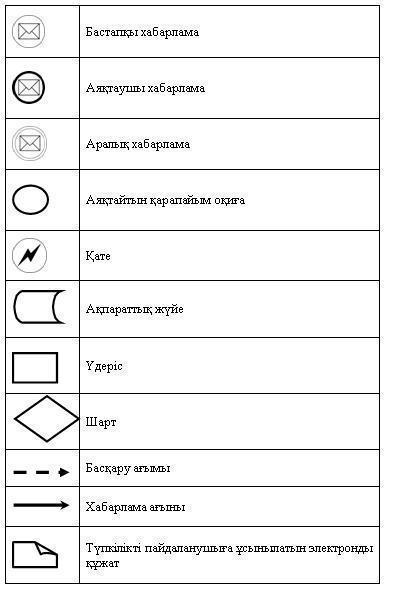 Бастапқы хабарлама
Аяқтаушы хабарлама
Аралық хабарлама
Аяқтайтын қарапайым оқиға
Қате
Ақпараттық жүйе
Үдеріс
Шарт
Басқару ағымы
Хабарлама ағыны
Түпкілікті пайдаланушыға ұсынылатын электронды
құжат